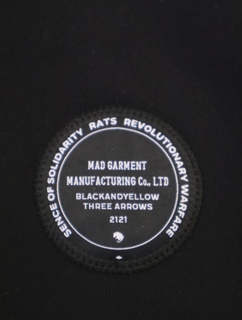 SENCE OF SOLIDARITY RATS REVOLUTIONARY WARFARE
MAD GARMENT
MANUFACTURING Co., LTD
BLACKANDYELLOW
THREE ARROWS
2121